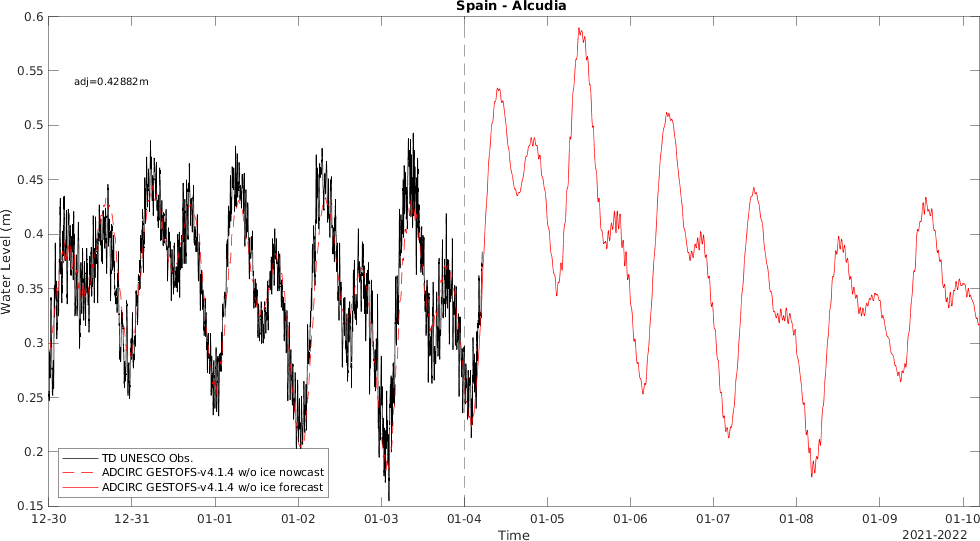 Spain - Alcudia
adj=0.42882m
Water Level (m)
0.6
0.55
0.5
0.45
0.4
0.35
0.3
0.25
0.2
0.15
TD UNESCO Obs.
ADCIRC GESTOFS-v4.1.4 w/o ice nowcast
ADCIRC GESTOFS-v4.1.4 w/o ice forecast
12-30 12-31 01-01 01-02 01-03 01-04 01-05 01-06 01-07 01-08 01-09 01-10
Time
2021-2022